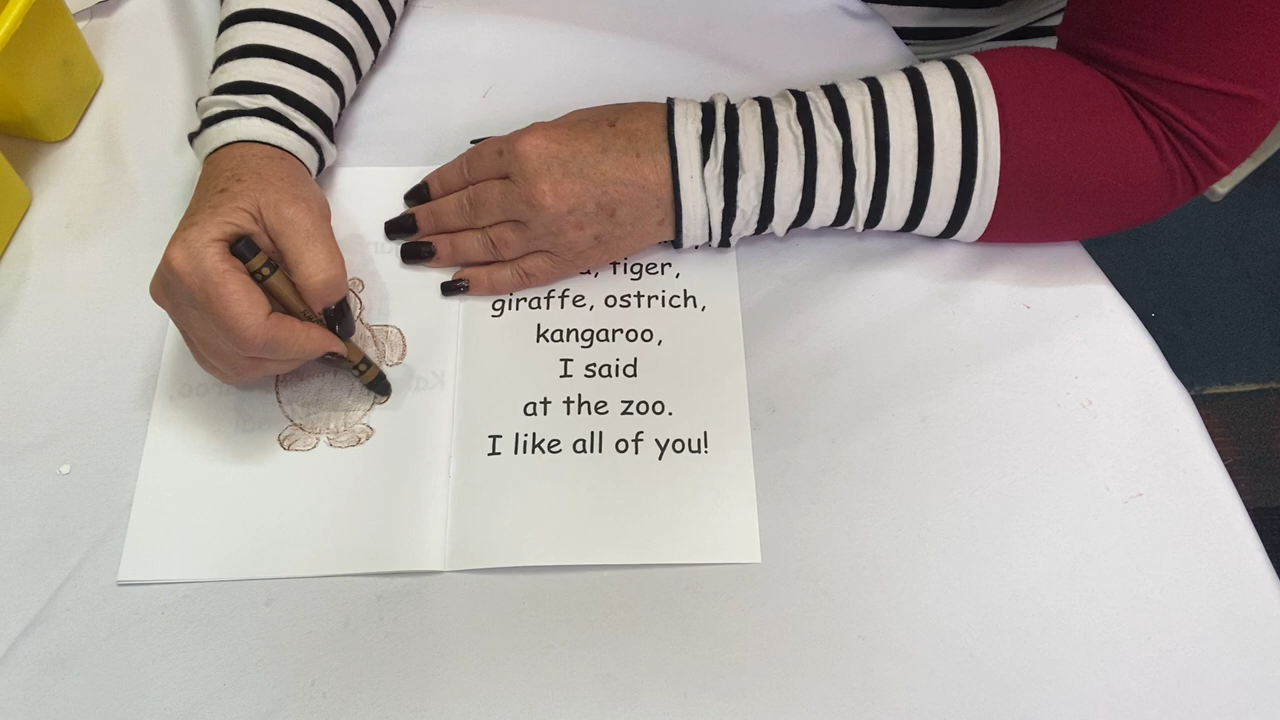 tiger,
giraffe, ostrich,
kangaroo,
I said
at the zoo.
I like all of you!